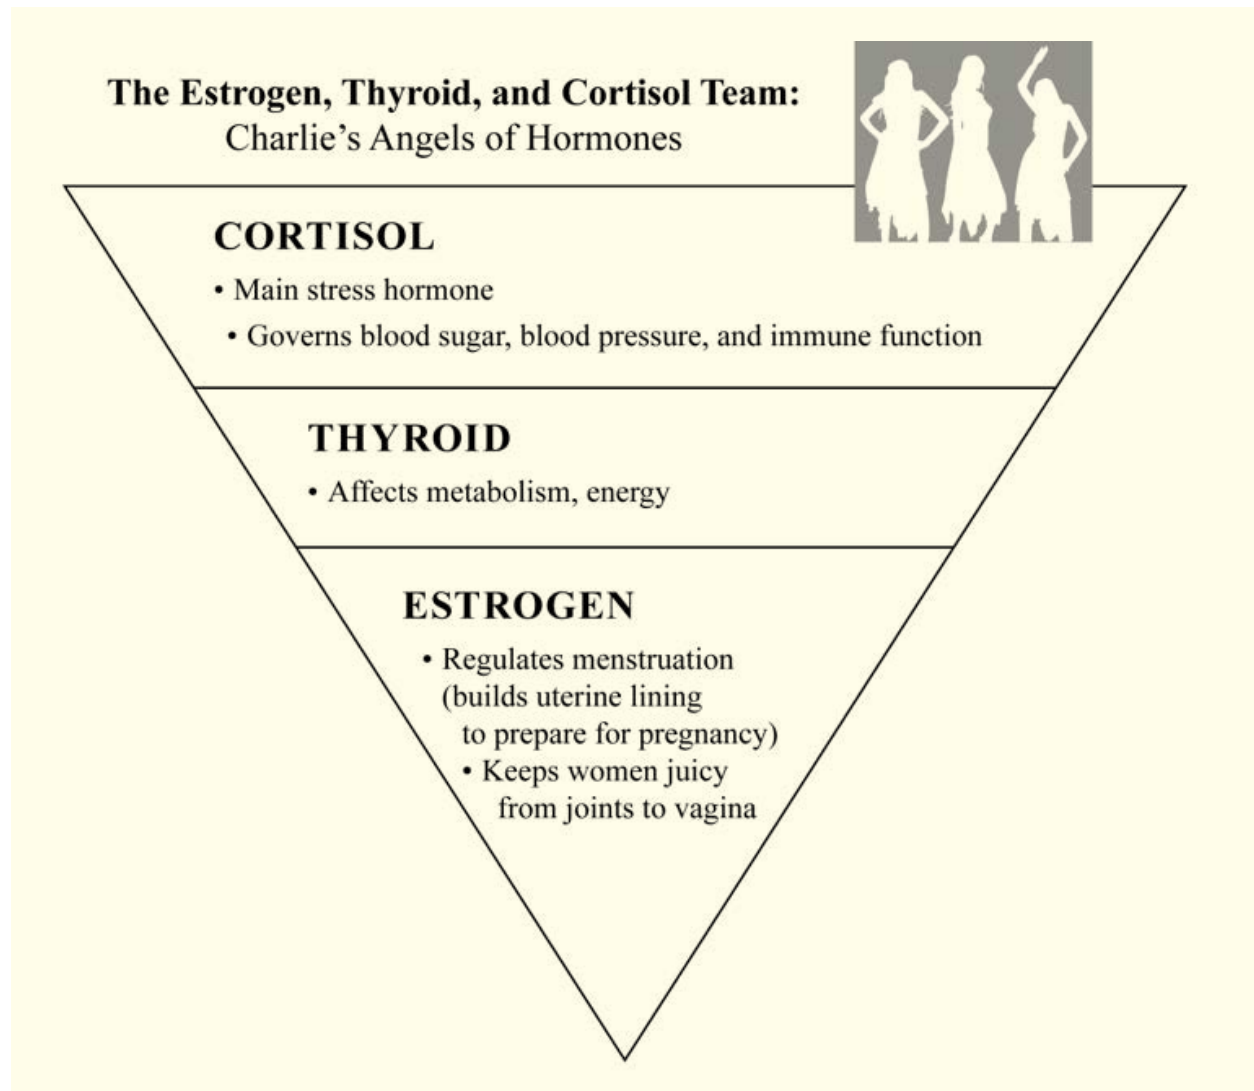 The Estrogen, Thyroid, and Cortisol Team:
Charlie’s Angels of Hormones
CORTISOL
• Main stress hormone
• Governs blood sugar, blood pressure, and immune function
THYROID
• Affects metabolism, energy
ESTROGEN
• Regulates menstruation
(builds uterine lining
to prepare for pregnancy)
• Keeps women juicy
from joints to vagina